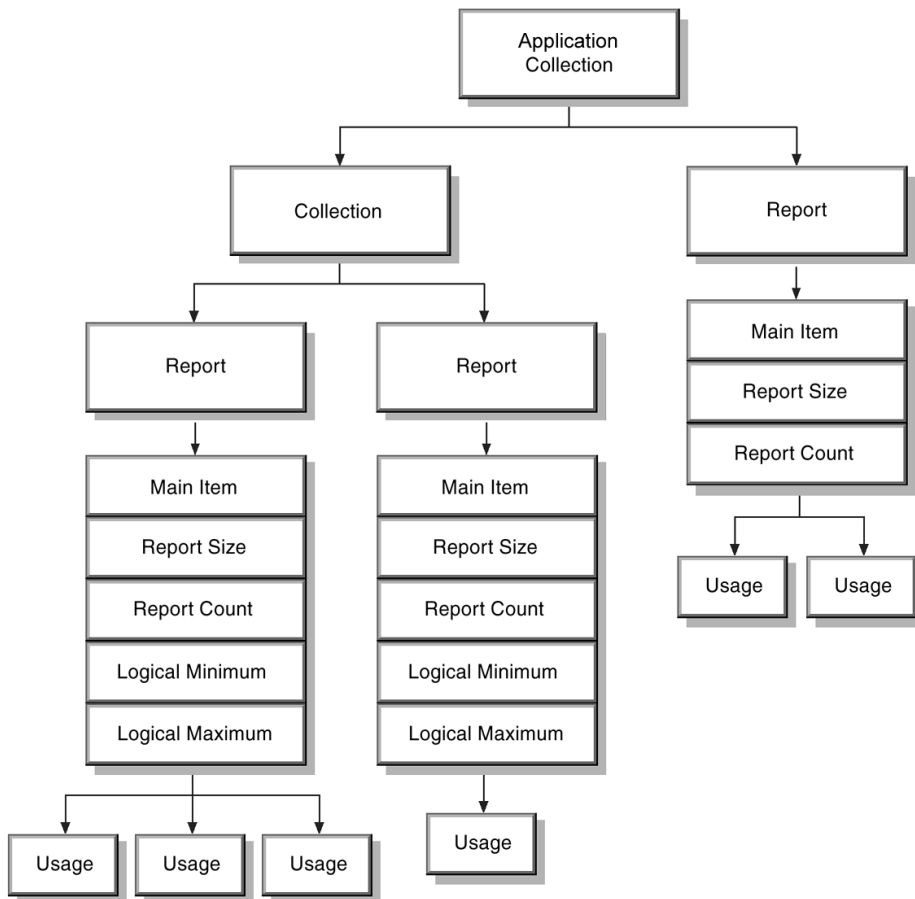 Application
Collection
Collection
Report
Report
Report
Main Item
Report Size
Report Count
Main Item
Report Size
Report Count
Logical Minimum
Logical Maximum
Main Item
Report Size
Report Count
Logical Minimum
Logical Maximum
Usage
Usage
Usage
Usage
Usage
Usage